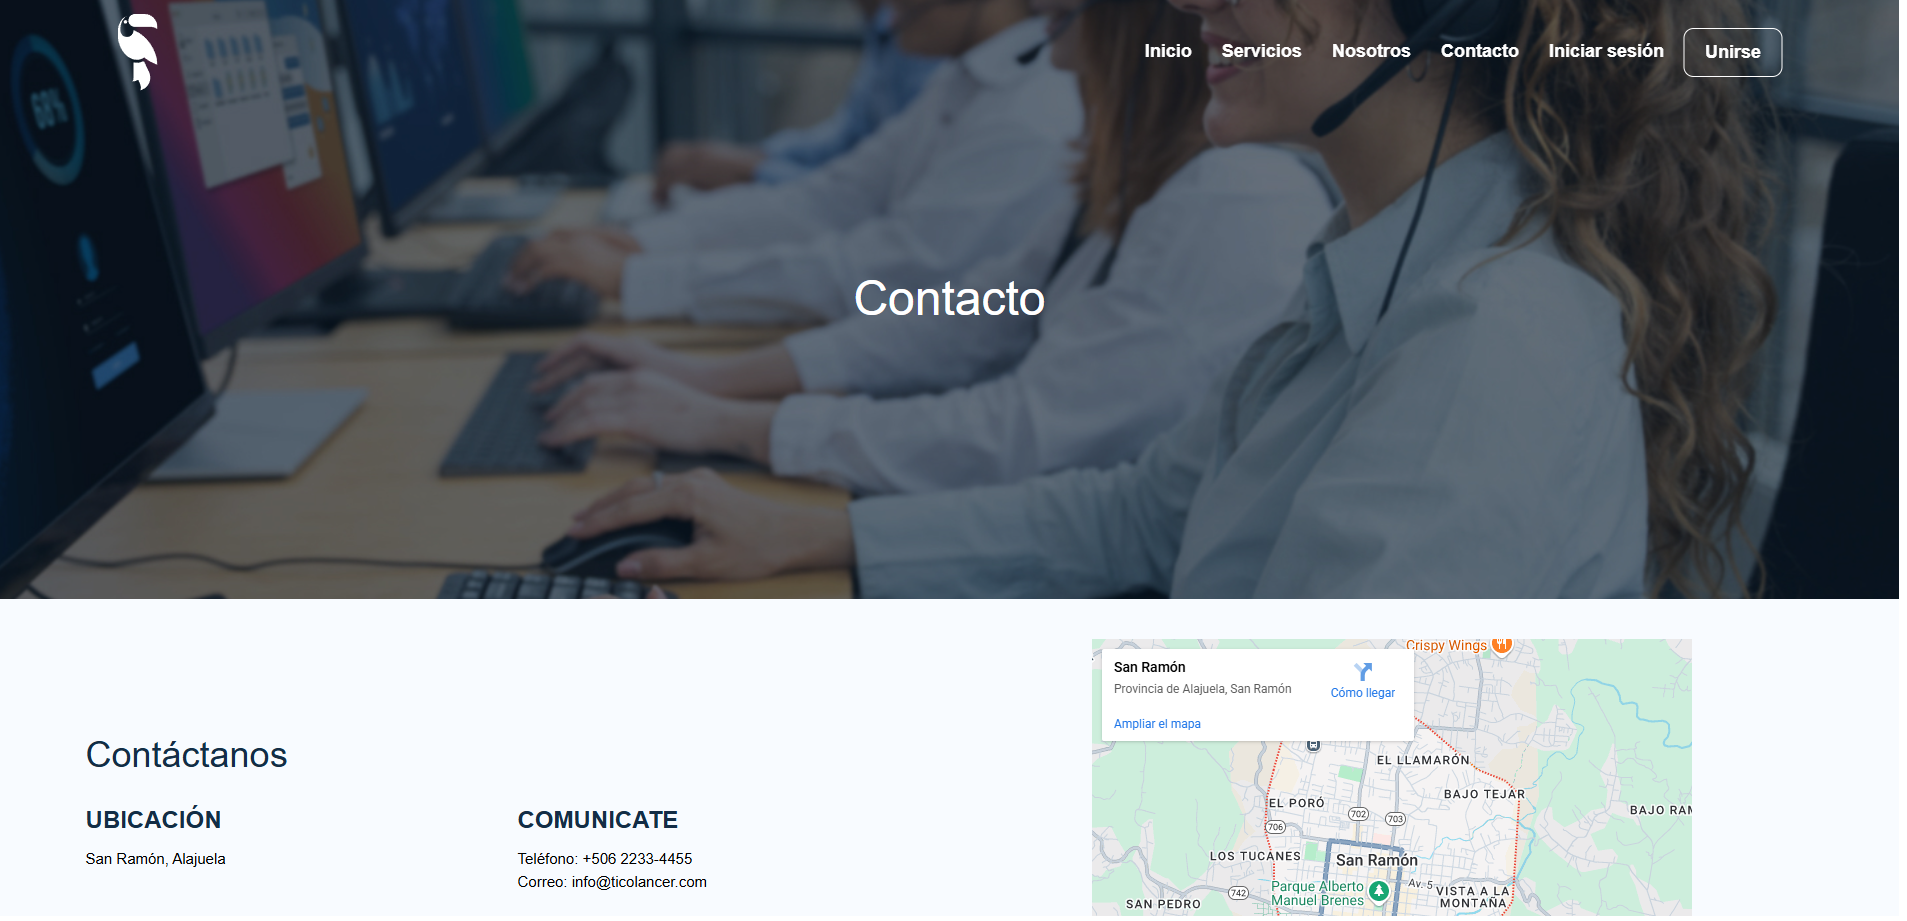 68%
Inicio Servicios Nosotros Contacto Iniciar sesión Unirse
Contacto
Contáctanos
UBICACIÓN
San Ramón, Alajuela
COMUNICATE
Teléfono: +506 2233-4455
Correo: info@ticolancer.com
Crispy Wings
San Ramón
Provincia de Alajuela, San Ramón
Cómo llegar
Ampliar el mapa
EL LLAMARÓN
BAJO TEJAR
EL PORÓ
BAJO RAM
702
703
706
LOS TUCANES
San Ramón
Parque Alberto
Manuel Brenes
Av. 5
742
VISTA A LA
MONTAÑA
SAN PEDRO